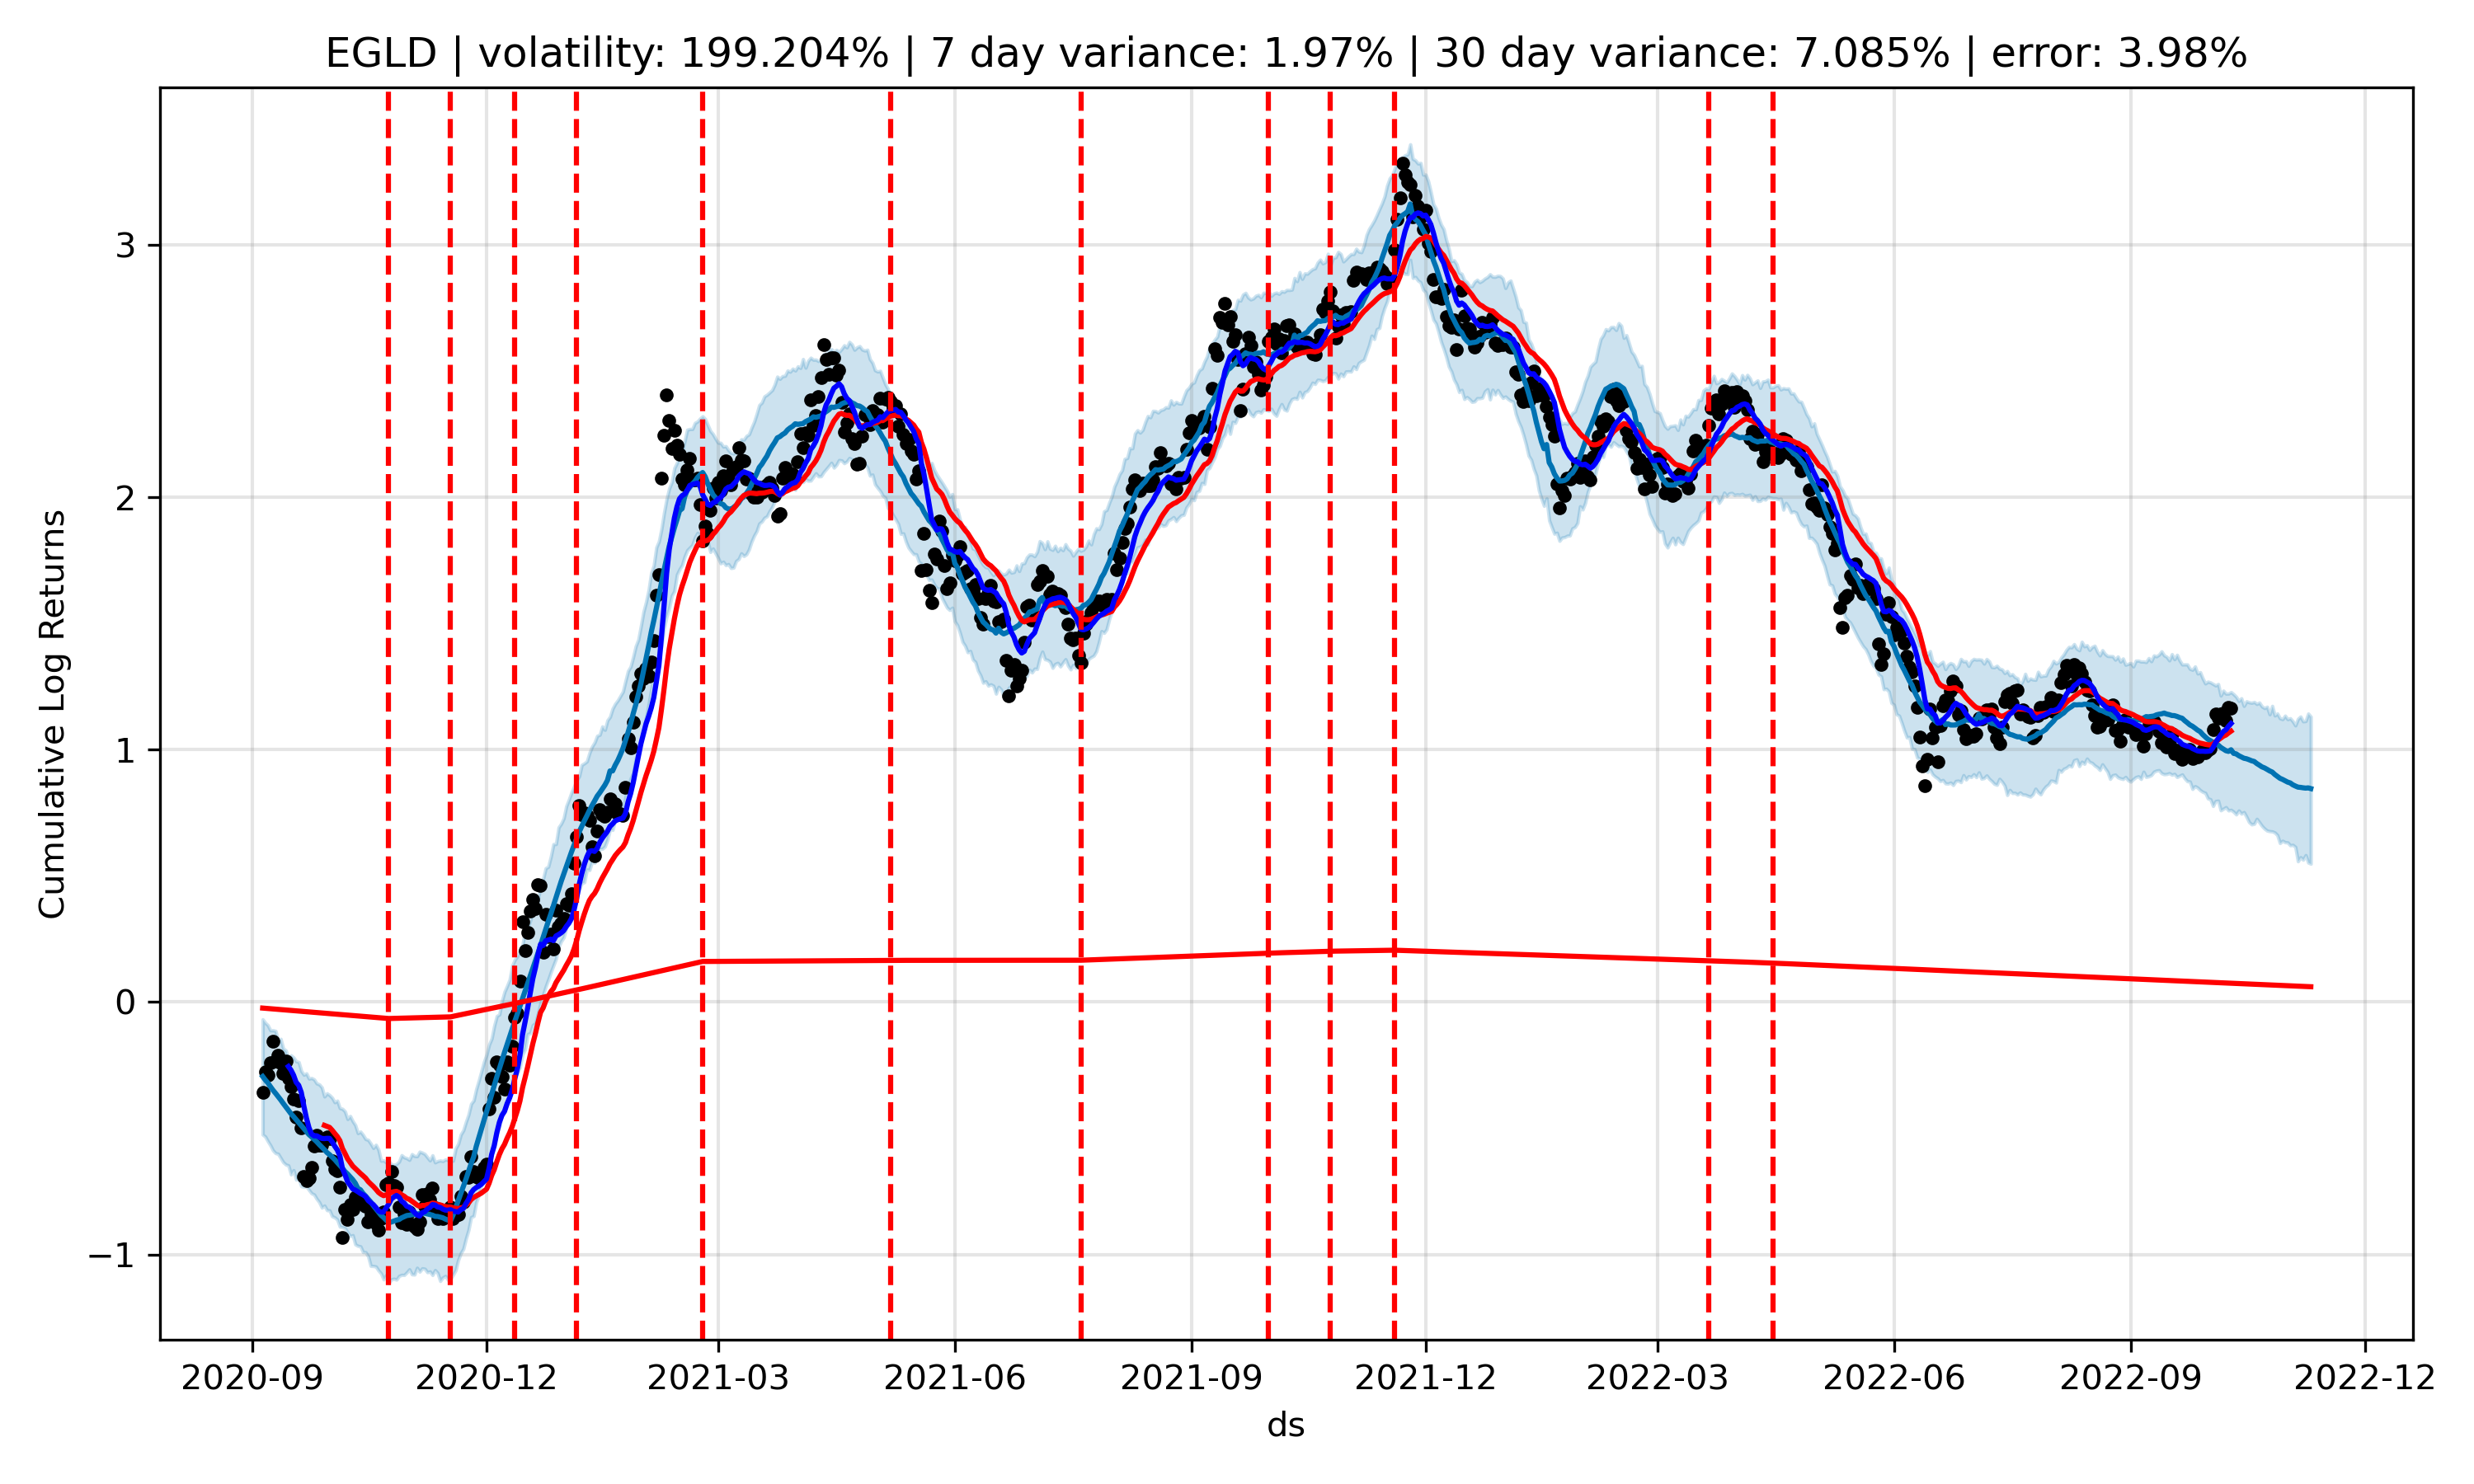 EGLD | volatility: 199.204% | 7 day variance: 1.97% | 30 day variance: 7.085% | error: 3.98%
Cumulative Log Returns
3
2
1
0
−1
2020-09 2020-12 2021-03 2021-06 2021-09 2021-12 2022-03 2022-06 2022-09 2022-12
ds